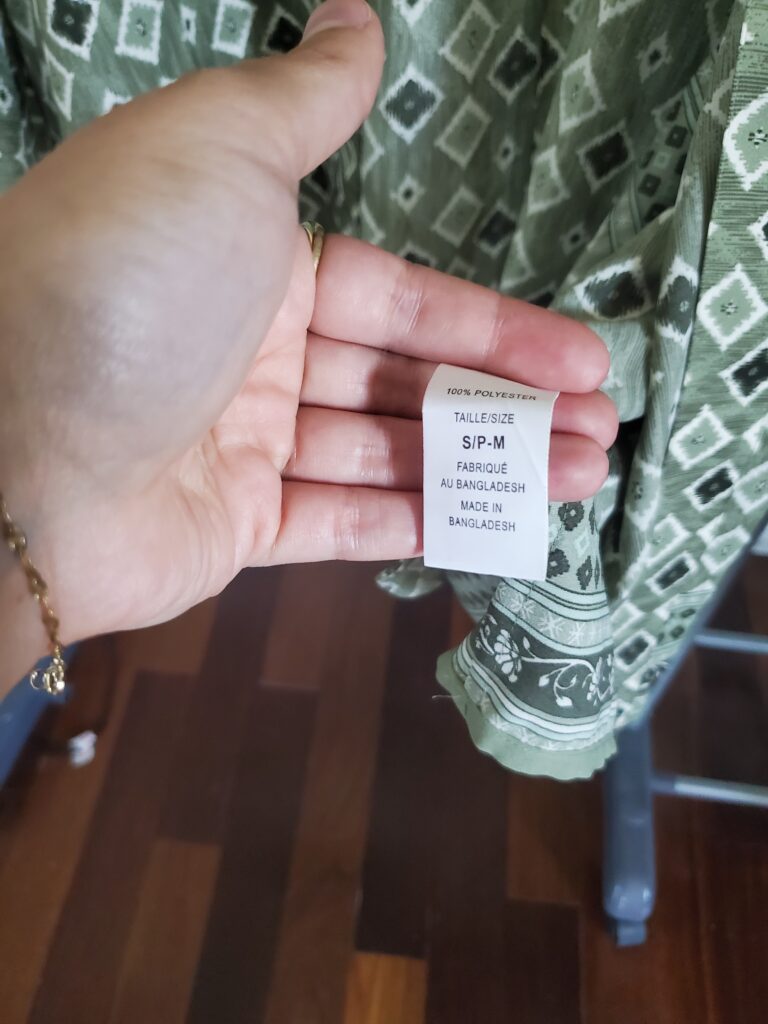 100% POLYESTER
TAILLE/SIZE
S/P-M
FABRIQUÉ
AU BANGLADESH
MADE IN
BANGLADESH